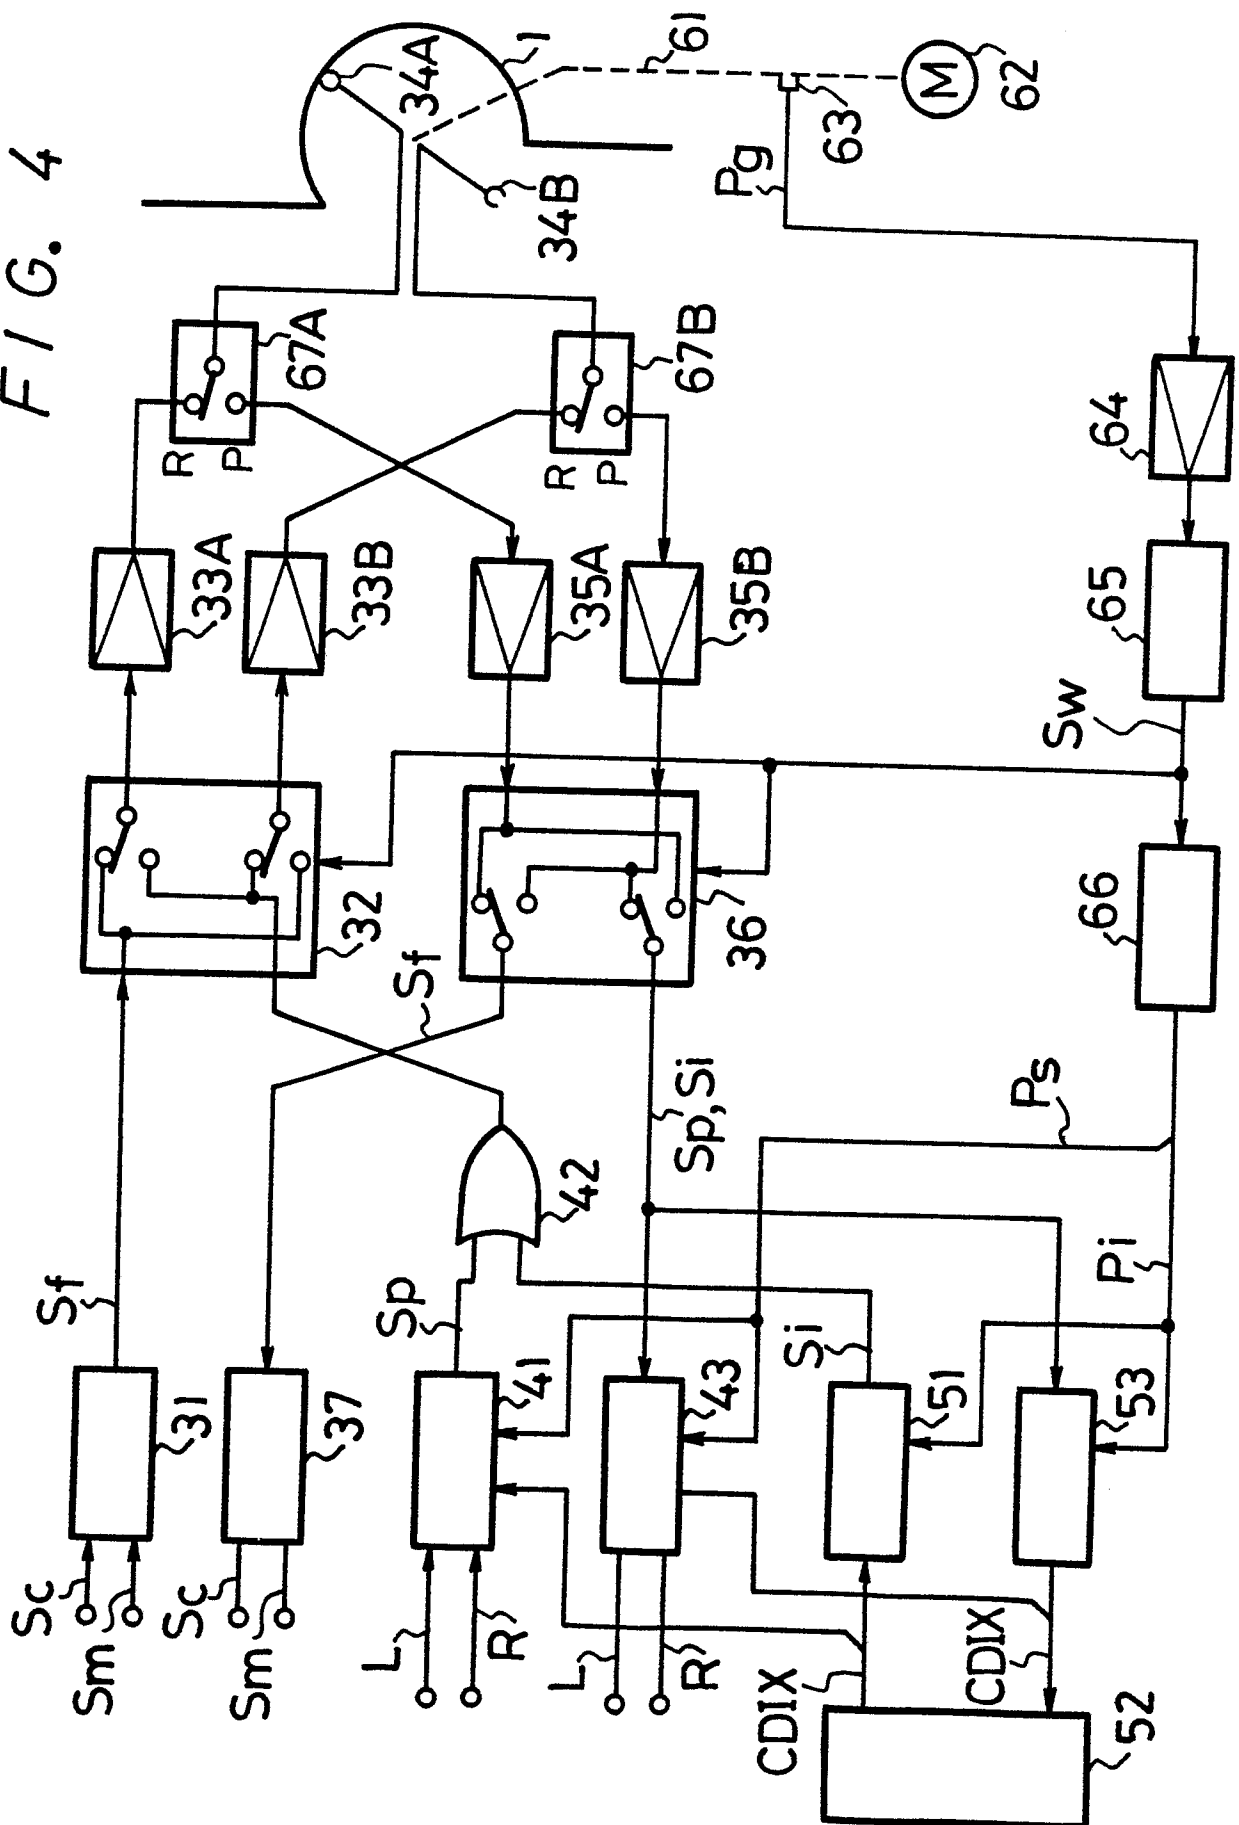 FIG. 4
Sc
Sm
31
Sf
32
33A
R
P
67A
34A
1
61
Sc
Sm
37
Sf
33B
34B
M
62
63
Pg
L
R
41
Sp
42
36
35A
R
P
67B
L
R
43
Sp,Si
35B
CDIX
51
Si
Ps
Sw
CDIX
52
53
Pi
66
65
64